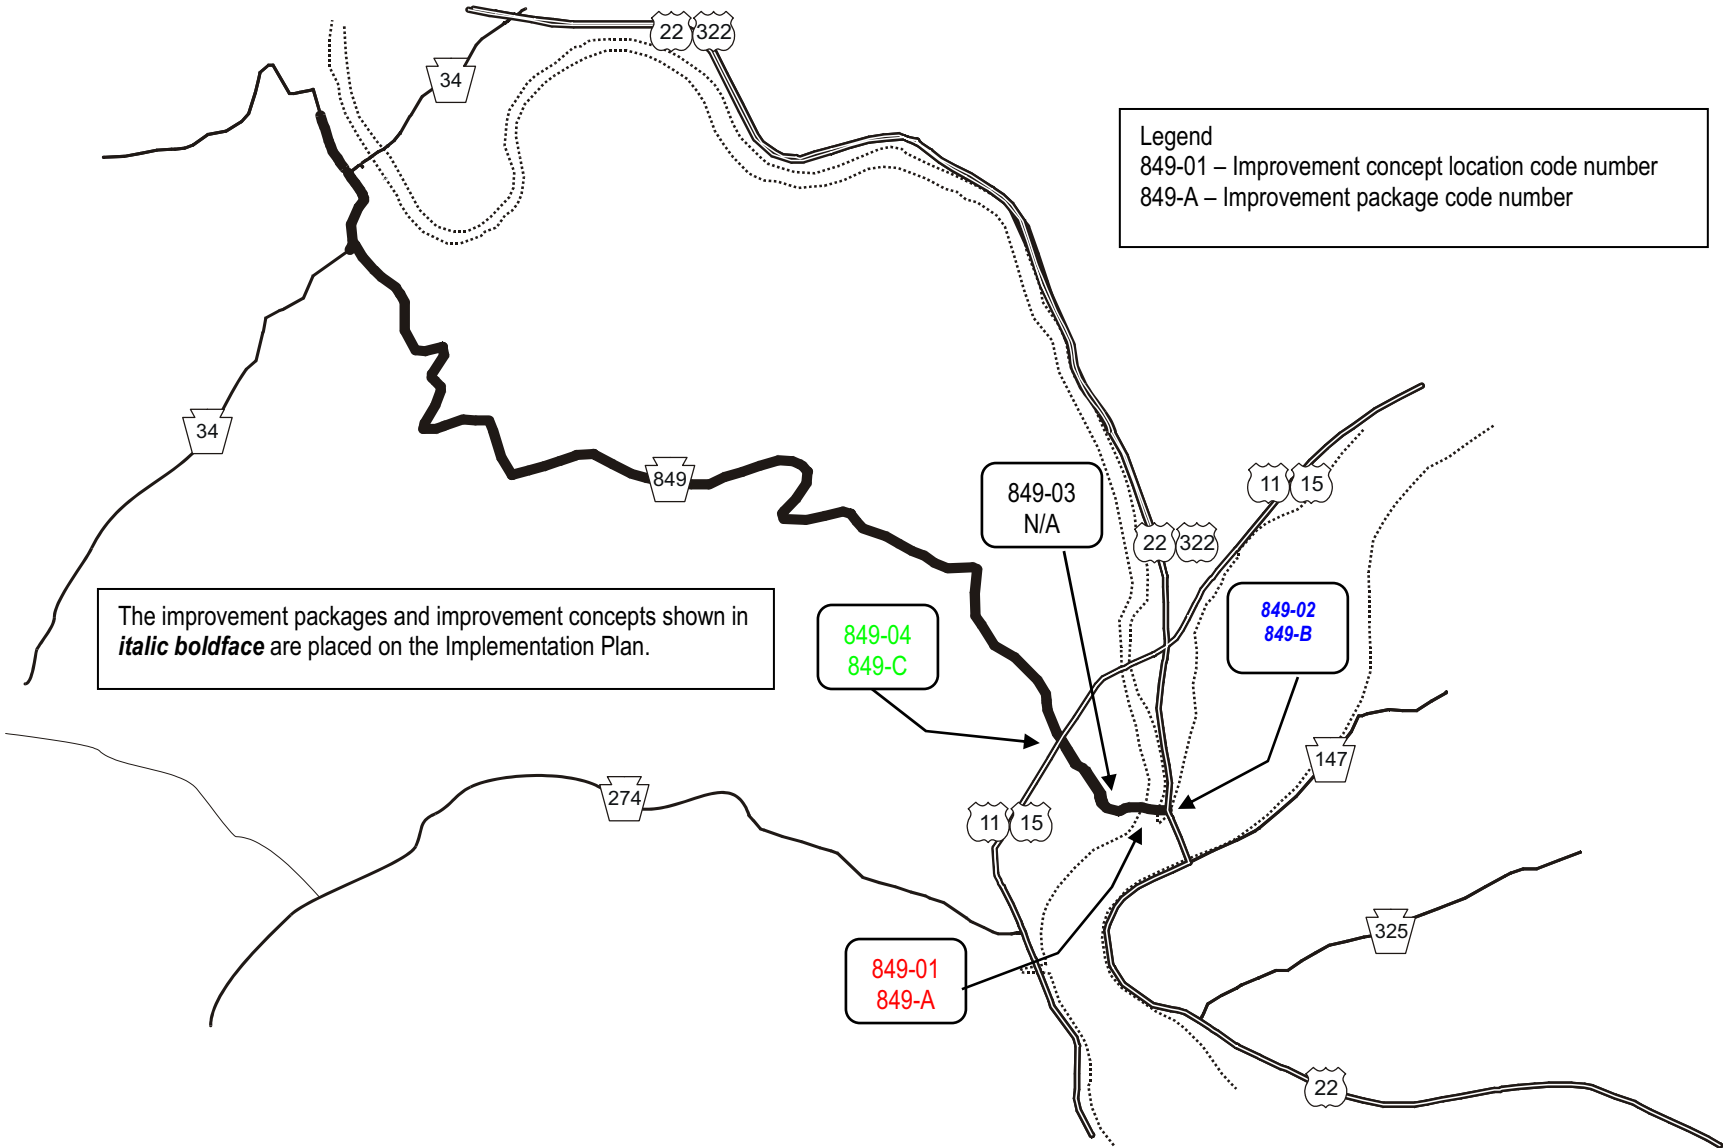 22 322
34
Legend
849-01 – Improvement concept location code number
849-A – Improvement package code number
34
849
849-03
N/A
11 15
22 322
The improvement packages and improvement concepts shown in
italic boldface are placed on the Implementation Plan.
849-04
849-C
849-02
849-B
147
274
11 15
325
849-01
849-A
22